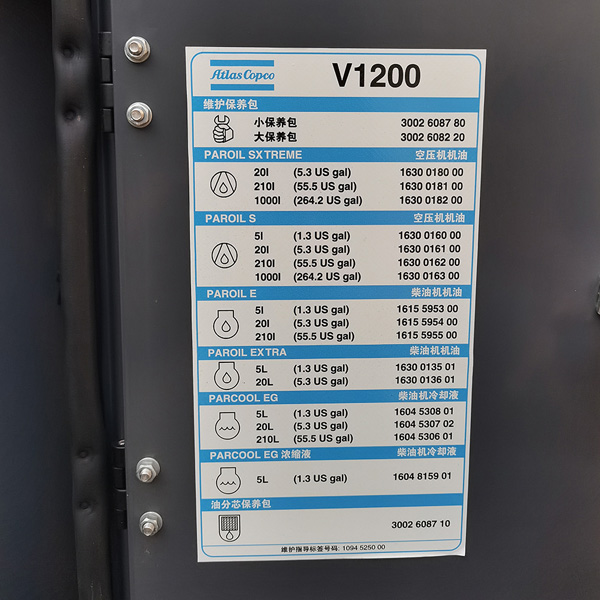 Atlas Copco V1200
维护保养包
小保养包 3002 6087 80
大保养包 3002 6082 20
PAROIL SXTREME 空压机机油
20l (5.3 US gal) 1630 0180 00
210l (55.5 US gal) 1630 0181 00
1000l (264.2 US gal) 1630 0182 00
PAROIL S 空压机机油
5l (1.3 US gal) 1630 0160 00
20l (5.3 US gal) 1630 0161 00
210l (55.5 US gal) 1630 0162 00
1000l (264.2 US gal) 1630 0163 00
PAROIL E 柴油机机油
5l (1.3 US gal) 1615 5953 00
20l (5.3 US gal) 1615 5954 00
210l (55.5 US gal) 1615 5955 00
PAROIL EXTRA 柴油机机油
5L (1.3 US gal) 1630 0135 01
20L (5.3 US gal) 1630 0136 01
PARCOOL EG 柴油机冷却液
5L (1.3 US gal) 1604 5308 01
20L (5.3 US gal) 1604 5307 02
210L (55.5 US gal) 1604 5306 01
PARCOOL EG 浓缩液 柴油机冷却液
5L (1.3 US gal) 1604 8159 01
油分芯保养包
3002 6087 10
维护指导标签号码: 1094 5250 00